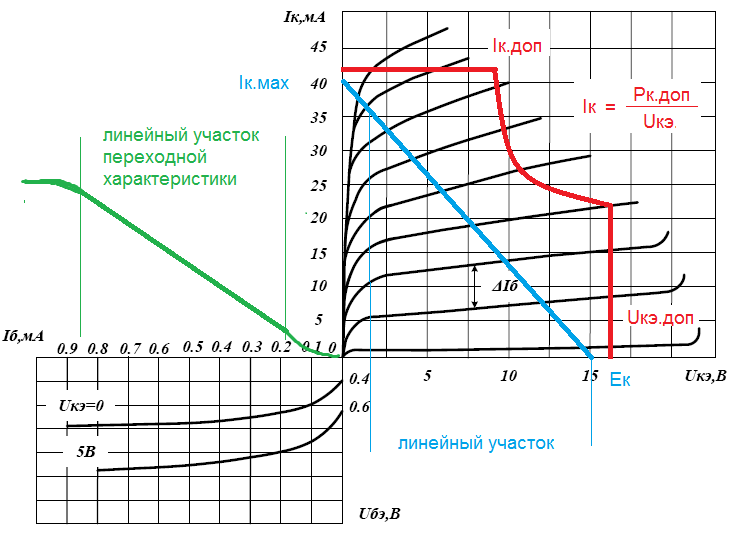 Iк,мА
45
40
35
30
25
20
15
10
5
Iк.доп
Iк.мах
Iк = Рк.доп
Uкэ
линейный участок
переходной
характеристики
ΔIб
Uкэ.доп
Iб,мА
0.9 0.8 0.7 0.6 0.5 0.4 0.3 0.2 0.1 0
5 10 15
Ек
Uкэ,В
0.4
0.6
Uкэ=0
5В
линейный участок
Uбэ,В